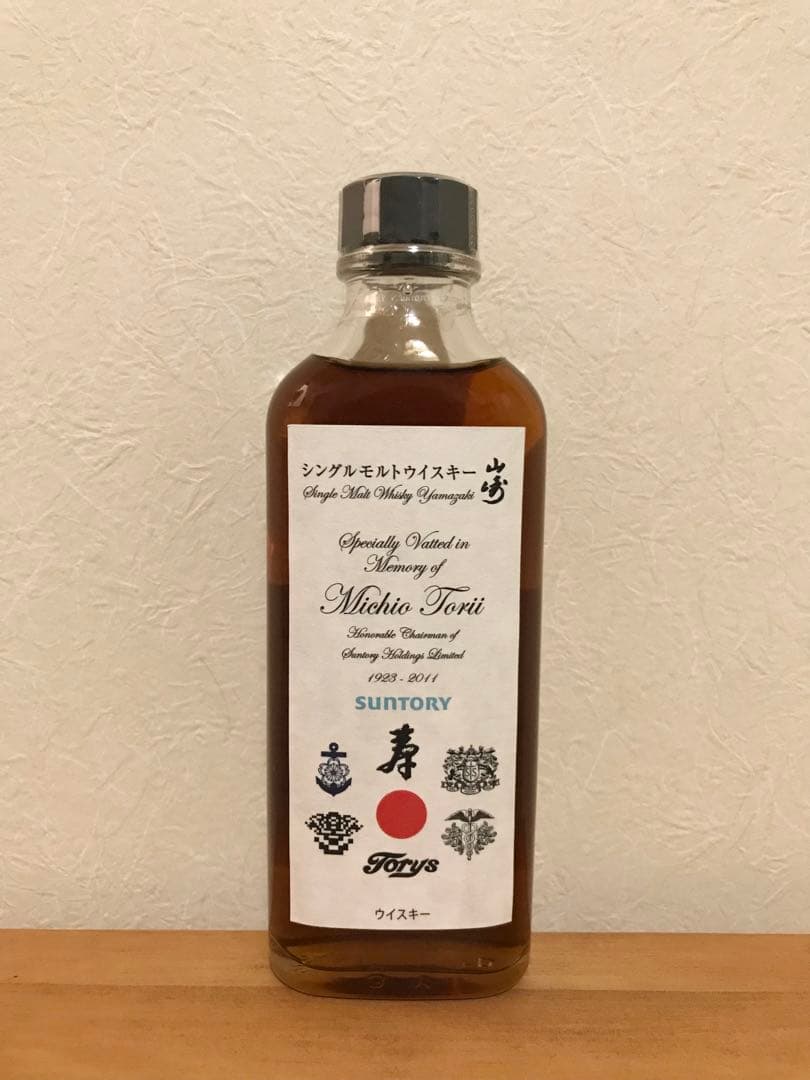 シングルモルトウイスキー 山崎
Single Malt Whisky Yamazaki
Specially Vatted in
Memory of
Michio Torii
Honorable Chairman of
Suntory Holdings Limited
1923 - 2011
SUNTORY
寿
Torys
ウイスキー